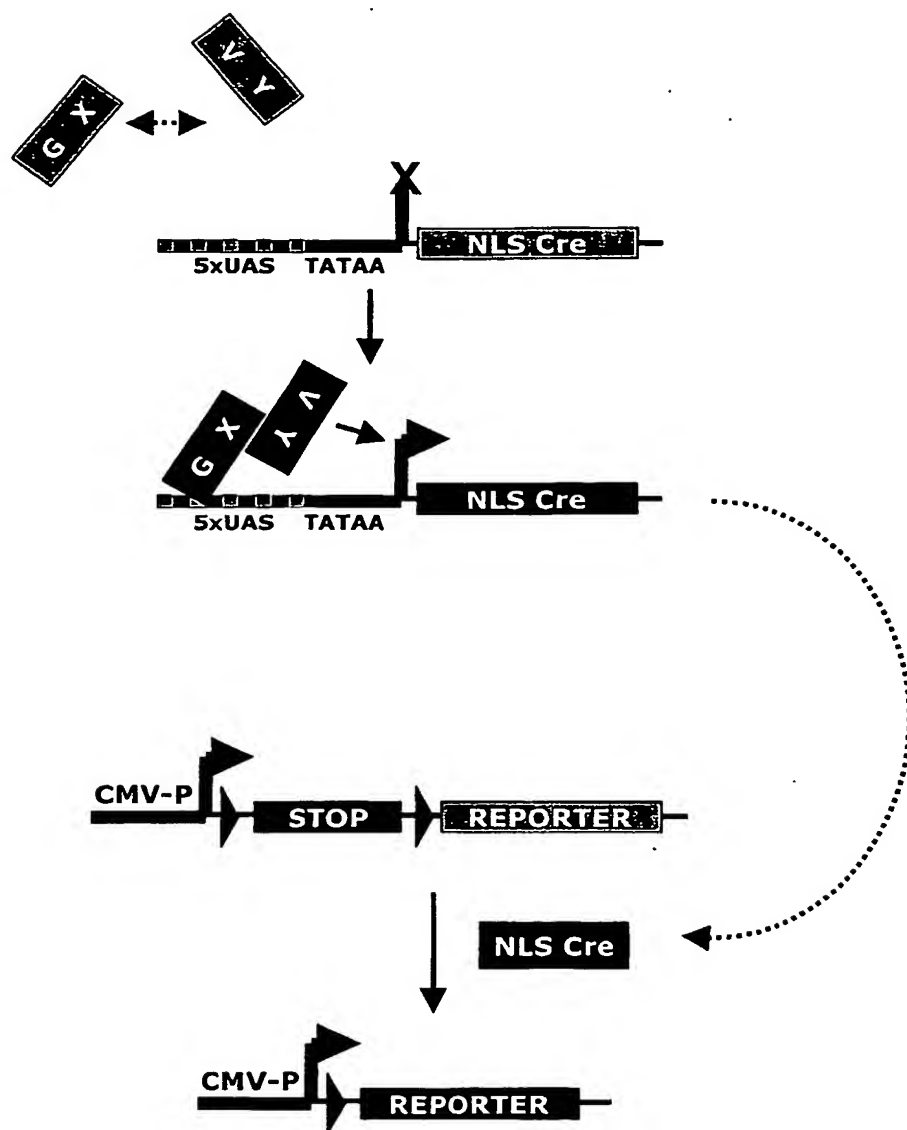 V Y
G X
X
NLS Cre
5xUAS TATAA
V Y
G X
NLS Cre
5xUAS TATAA
CMV-P
STOP REPORTER
NLS Cre
CMV-P
REPORTER